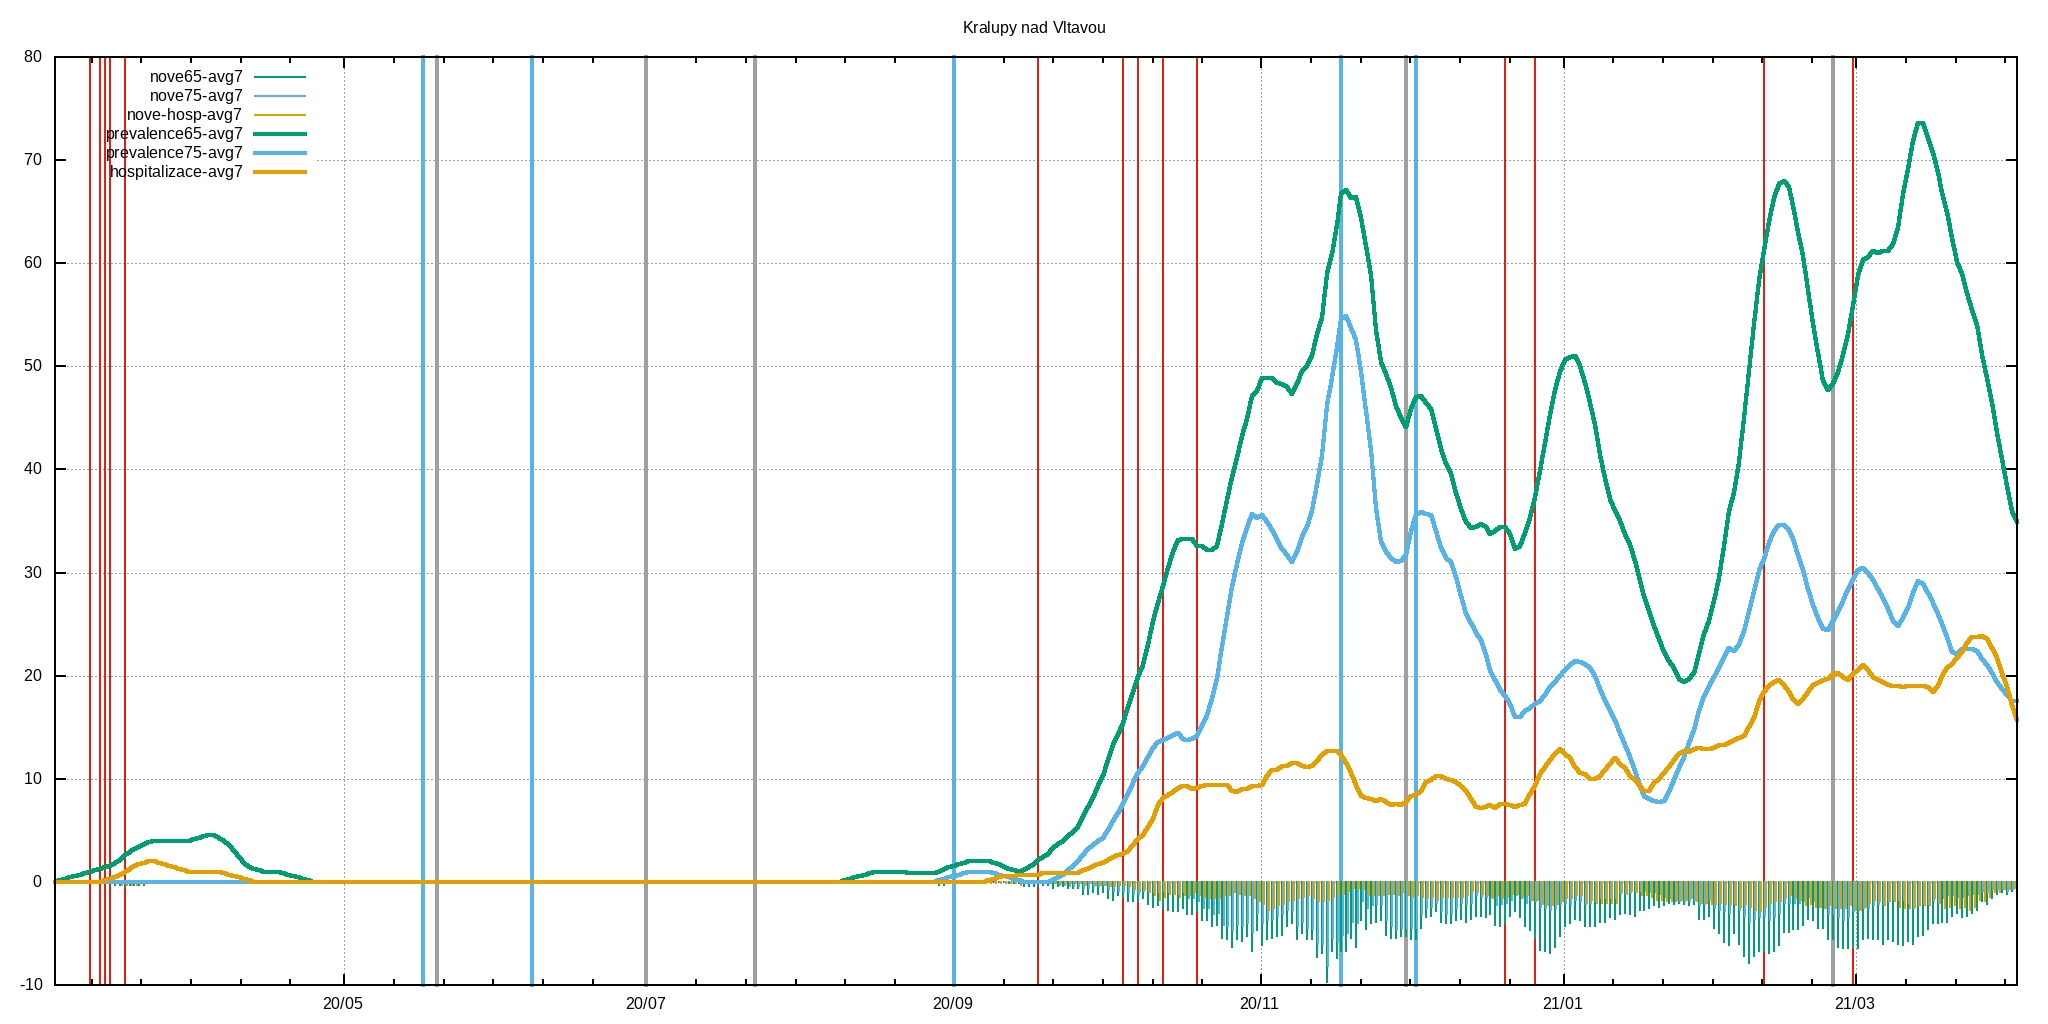 Kralupy nad Vltavou
nove65-avg7
nove75-avg7
nove-hosp-avg7
prevalence65-avg7
prevalence75-avg7
hospitalizace-avg7
80
70
60
50
40
30
20
10
0
-10
20/05 20/07 20/09 20/11 21/01 21/03